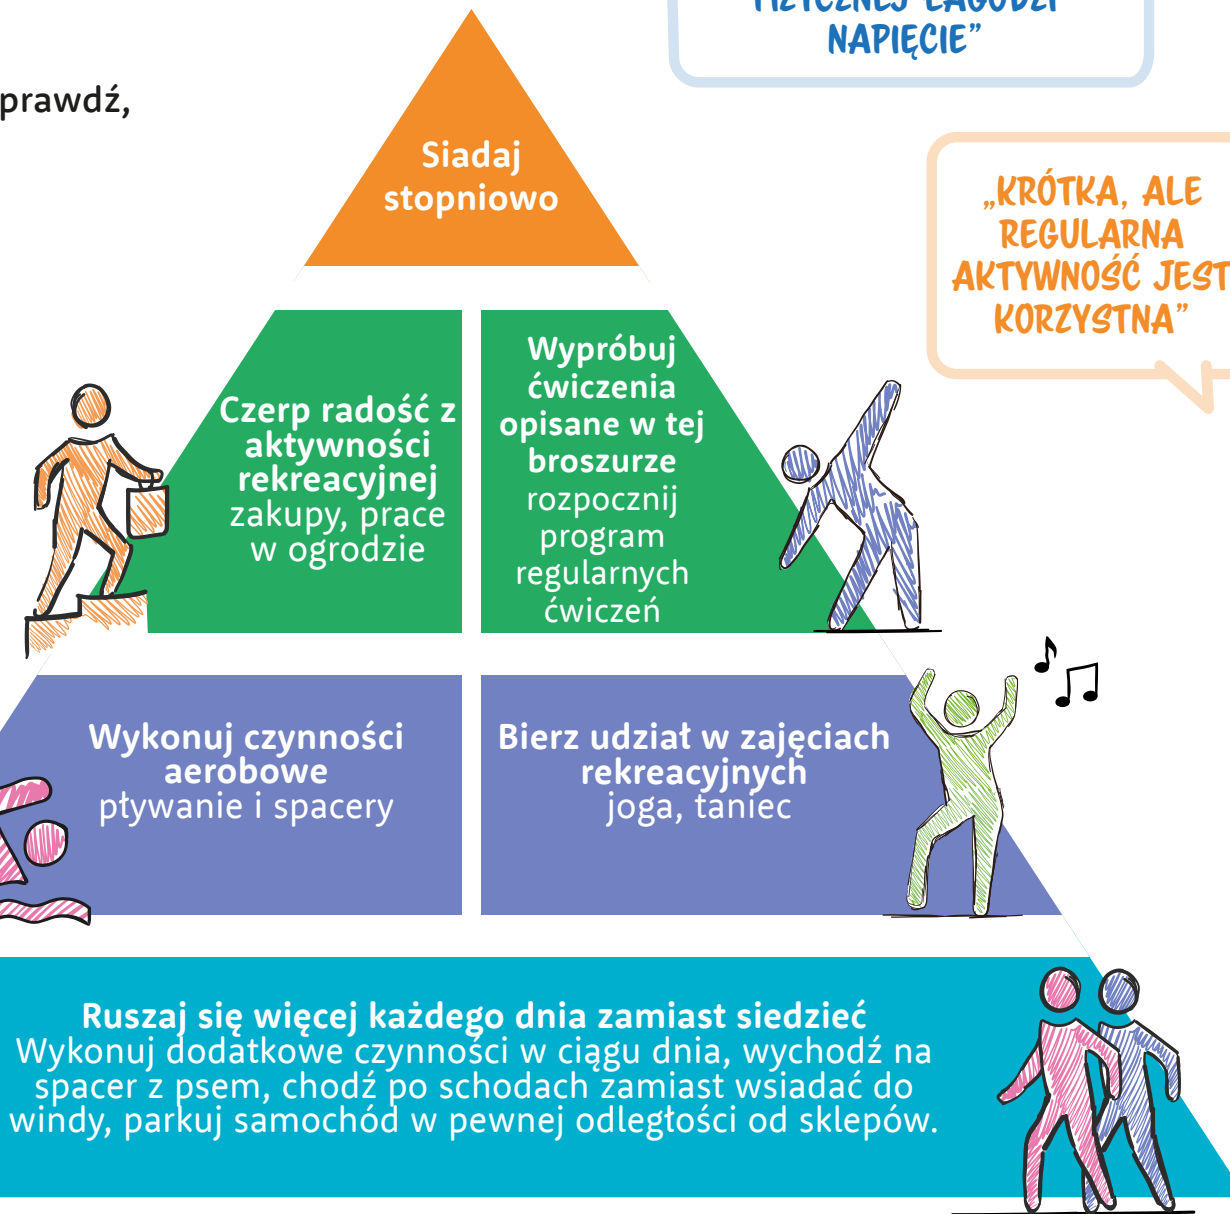 FIZYCZNEJ ŁAGODZI
NAPIĘCIE”
prawdź,
Siadaj
stopniowo
„KRÓTKA, ALE
REGULARNA
AKTYWNOŚĆ JEST
KORZYSTNA”
Czerp radość z
aktywności
rekreacyjnej
zakupy, prace
w ogrodzie
Wypróbuj
ćwiczenia
opisane w tej
broszurze
rozpocznij
program
regularnych
ćwiczeń
Wykonuj czynności
aerobowe
pływanie i spacery
Bierz udział w zajęciach
rekreacyjnych
joga, taniec
Ruszaj się więcej każdego dnia zamiast siedzieć
Wykonuj dodatkowe czynności w ciągu dnia, wychodź na
spacer z psem, chodź po schodach zamiast wsiadać do
windy, parkuj samochód w pewnej odległości od sklepów.